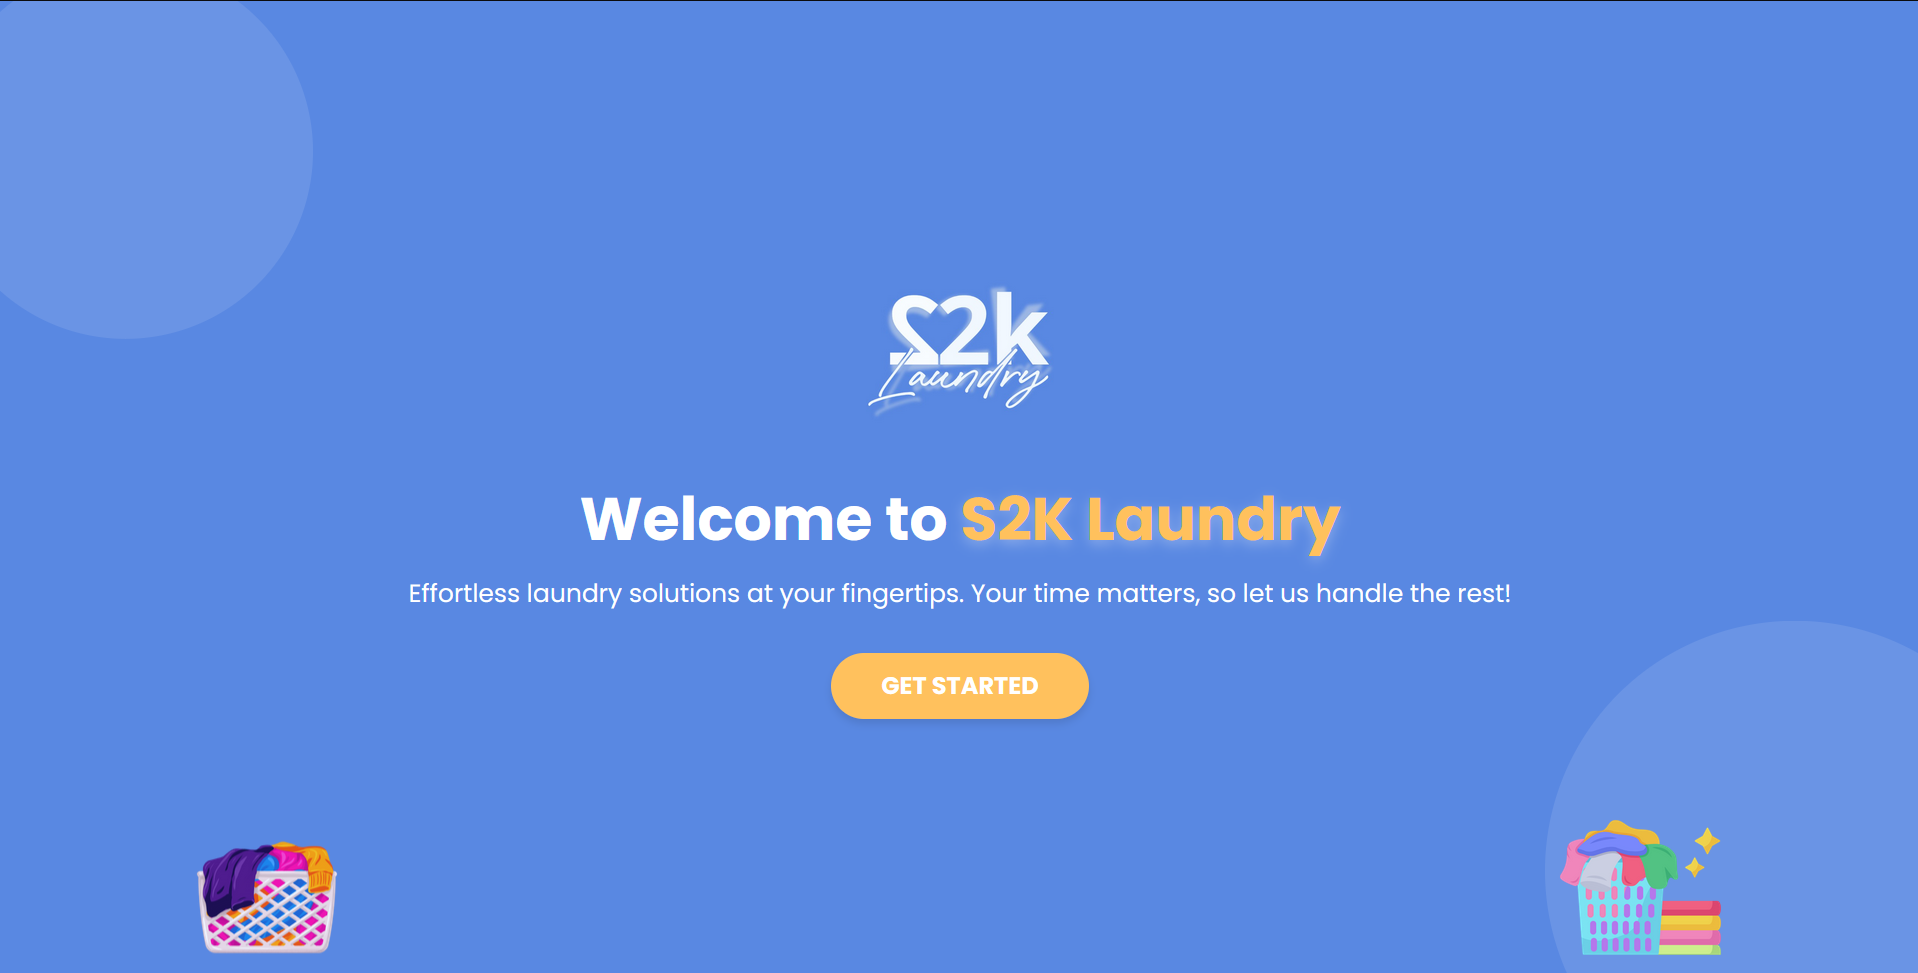 S2k
Laundry
Welcome to S2K Laundry
Effortless laundry solutions at your fingertips. Your time matters, so let us handle the rest!
GET STARTED